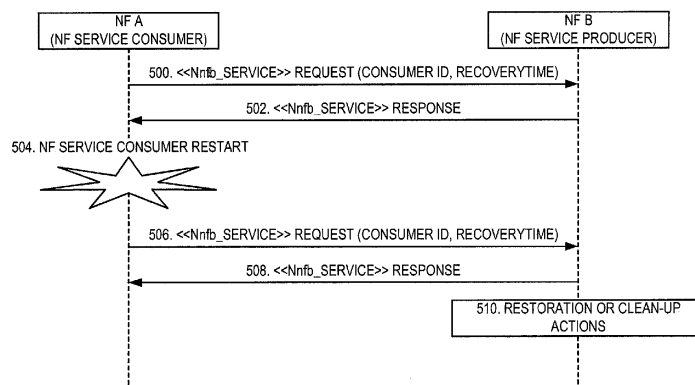 NF A
(NF SERVICE CONSUMER)
NF B
(NF SERVICE PRODUCER)
500. <<Nnfb_SERVICE>> REQUEST (CONSUMER ID, RECOVERYTIME)
502. <<Nnfb_SERVICE>> RESPONSE
504. NF SERVICE CONSUMER RESTART
506. <<Nnfb_SERVICE>> REQUEST (CONSUMER ID, RECOVERYTIME)
508. <<Nnfb_SERVICE>> RESPONSE
510. RESTORATION OR CLEAN-UP
ACTIONS